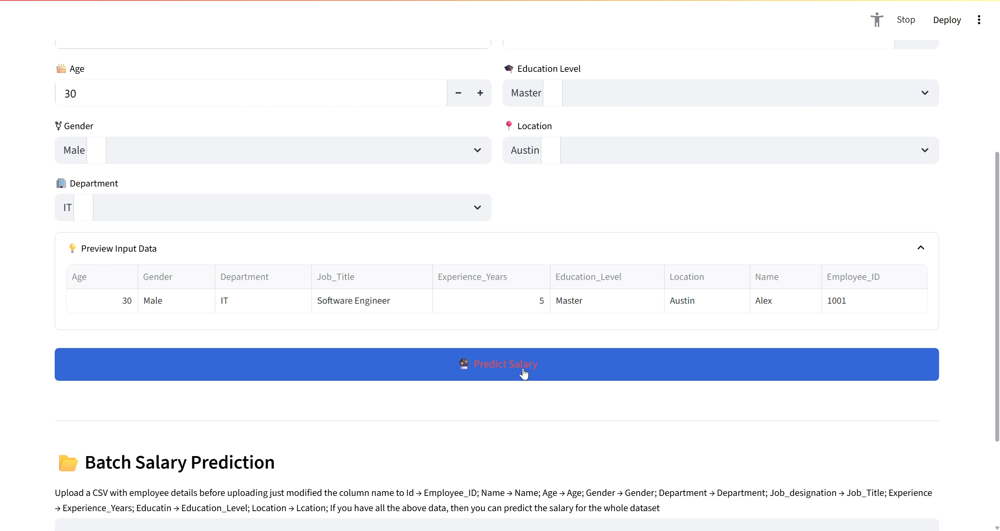 Stop Deploy
Age
30
Education Level
Master
Gender
Male
Location
Austin
Department
IT
Preview Input Data
Age Gender Department Job_Title Experience_Years Education_Level Location Name Employee_ID
30 Male IT Software Engineer 5 Master Austin Alex 1001
Predict Salary
Batch Salary Prediction
Upload a CSV with employee details before uploading just modified the column name to Id → Employee_ID; Name → Name; Age → Age; Gender → Gender; Department → Department; Job_designation → Job_Title; Experience
→ Experience_Years; Educatin → Education_Level; Location → Lcation; If you have all the above data, then you can predict the salary for the whole dataset